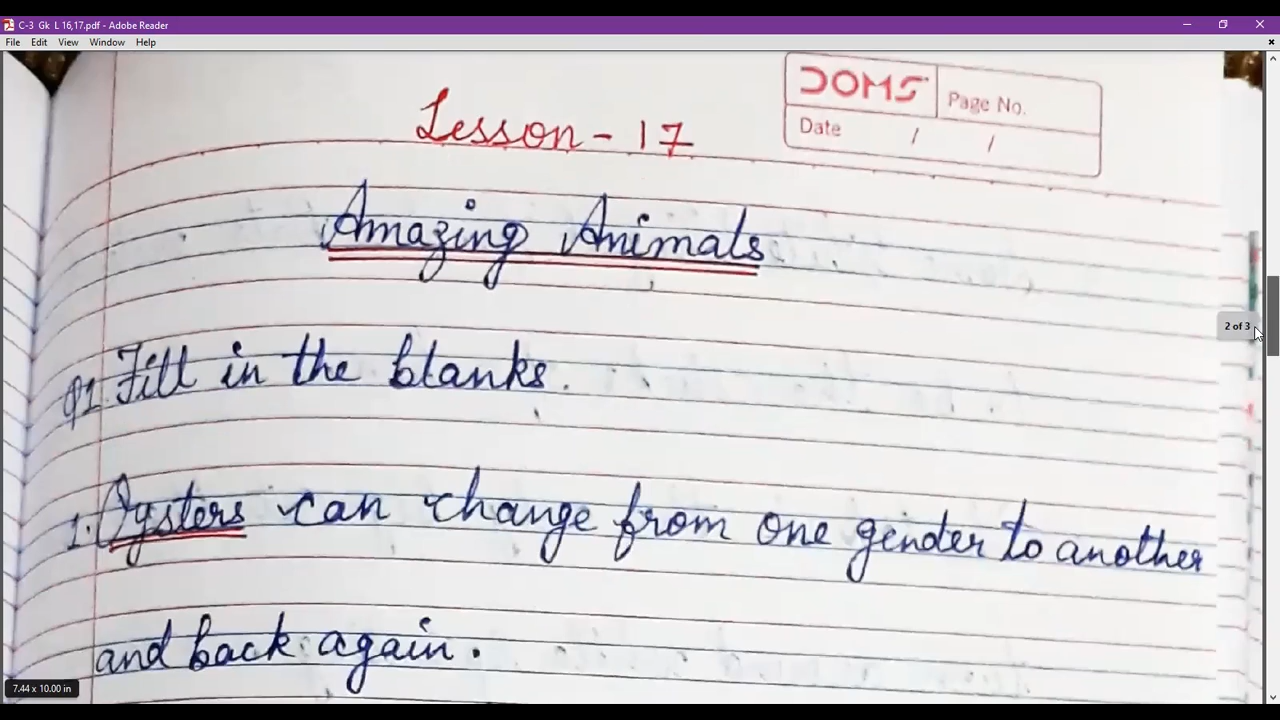 C-3 Gk L 16,17.pdf - Adobe Reader
File Edit View Window Help
DOMS
Page No.
Date / /
Lesson - 17
Amazing Animals
Q1. Fill in the blanks.
1. Oysters can change from one gender to another
and back again.
2 of 3
7.44 x 10.00 in